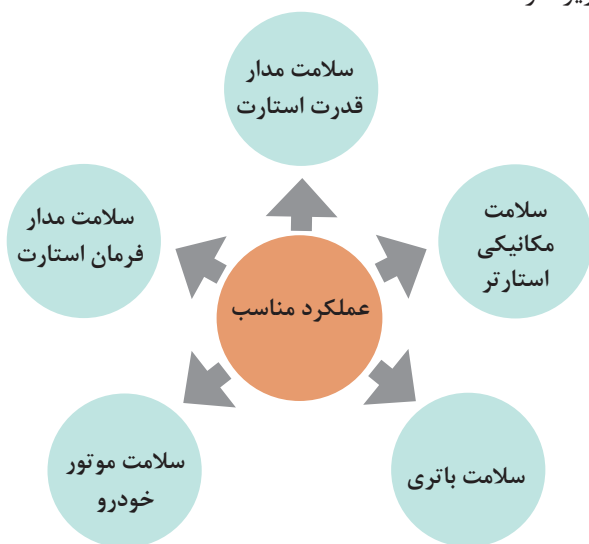 سلامت مدار
قدرت استارت
سلامت
مکانیکی
استارتر
سلامت مدار
فرمان استارت
عملکرد مناسب
سلامت باتری
سلامت موتور
خودرو